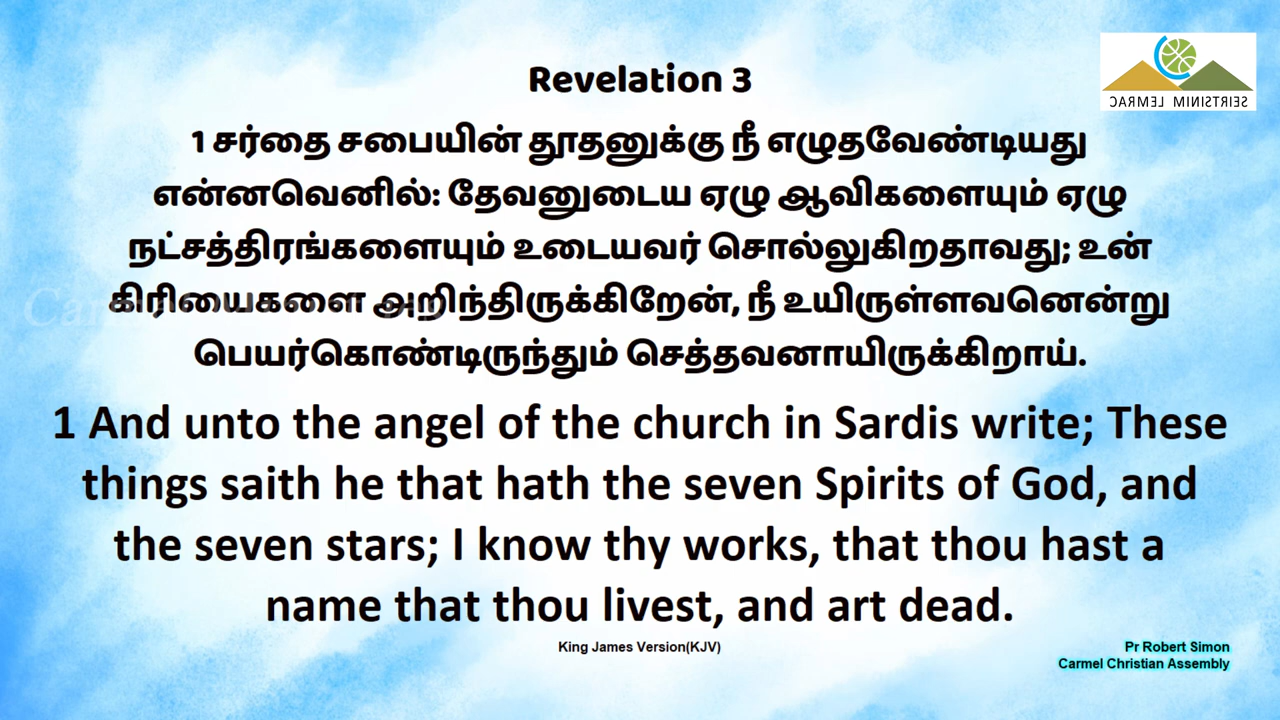 CARMEL MINISTRIES
Revelation 3
1 சர்தை சபையின் தூதனுக்கு நீ எழுதவேண்டியது
என்னவெனில்: தேவனுடைய ஏழு ஆவிகளையும் ஏழு
நட்சத்திரங்களையும் உடையவர் சொல்லுகிறதாவது; உன்
கிரியைகளை அறிந்திருக்கிறேன், நீ உயிருள்ளவனென்று
பெயர்கொண்டிருந்தும் செத்தவனாயிருக்கிறாய்.
1 And unto the angel of the church in Sardis write; These
things saith he that hath the seven Spirits of God, and
the seven stars; I know thy works, that thou hast a
name that thou livest, and art dead.
King James Version(KJV)
Pr Robert Simon
Carmel Christian Assembly